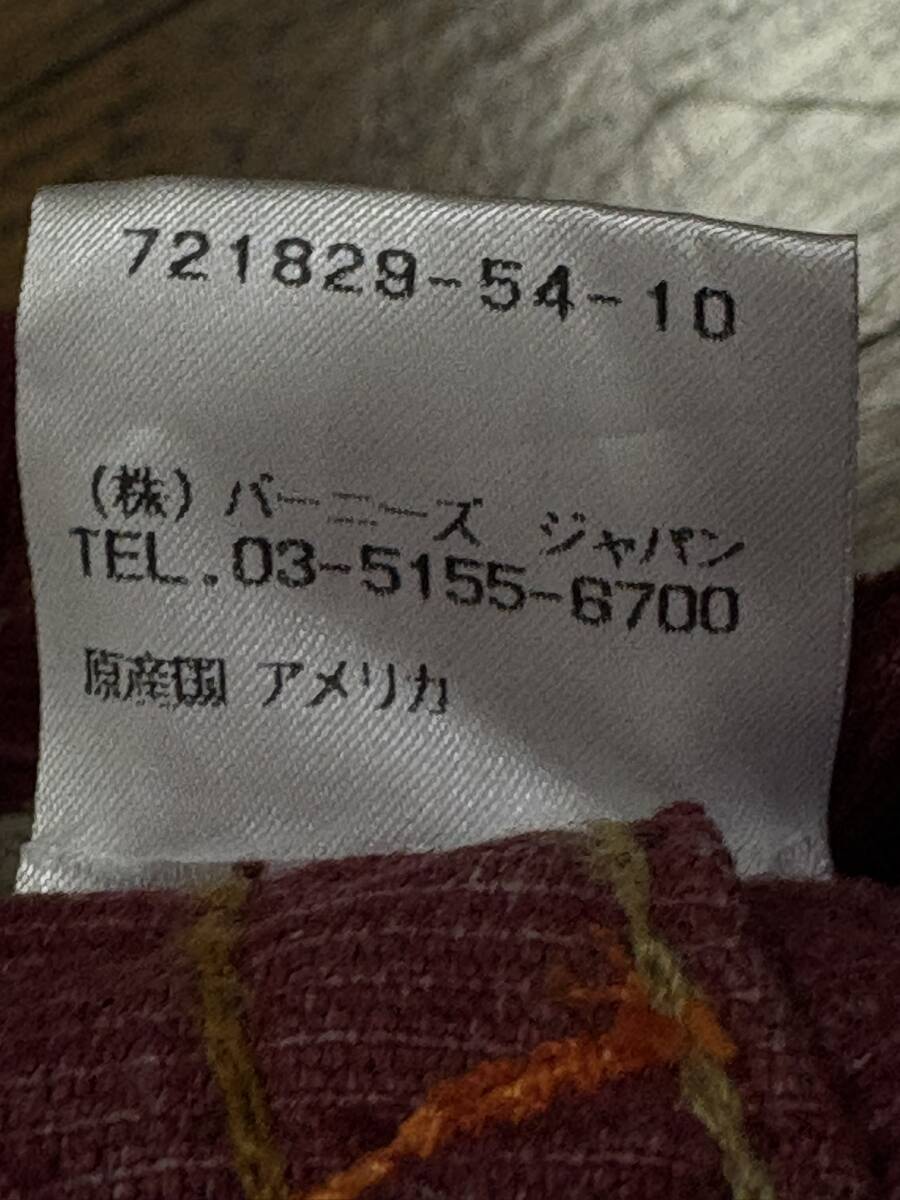 721829-54-10
(株) バーニーズ ジャパン
TEL.03-5155-6700
原産国 アメリカ